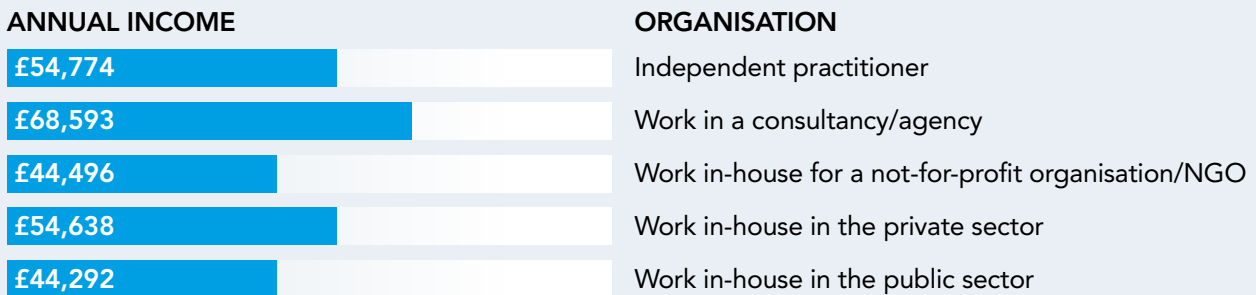 ANNUAL INCOME ORGANISATION
£54,774 Independent practitioner
£68,593 Work in a consultancy/agency
£44,496 Work in-house for a not-for-profit organisation/NGO
£54,638 Work in-house in the private sector
£44,292 Work in-house in the public sector